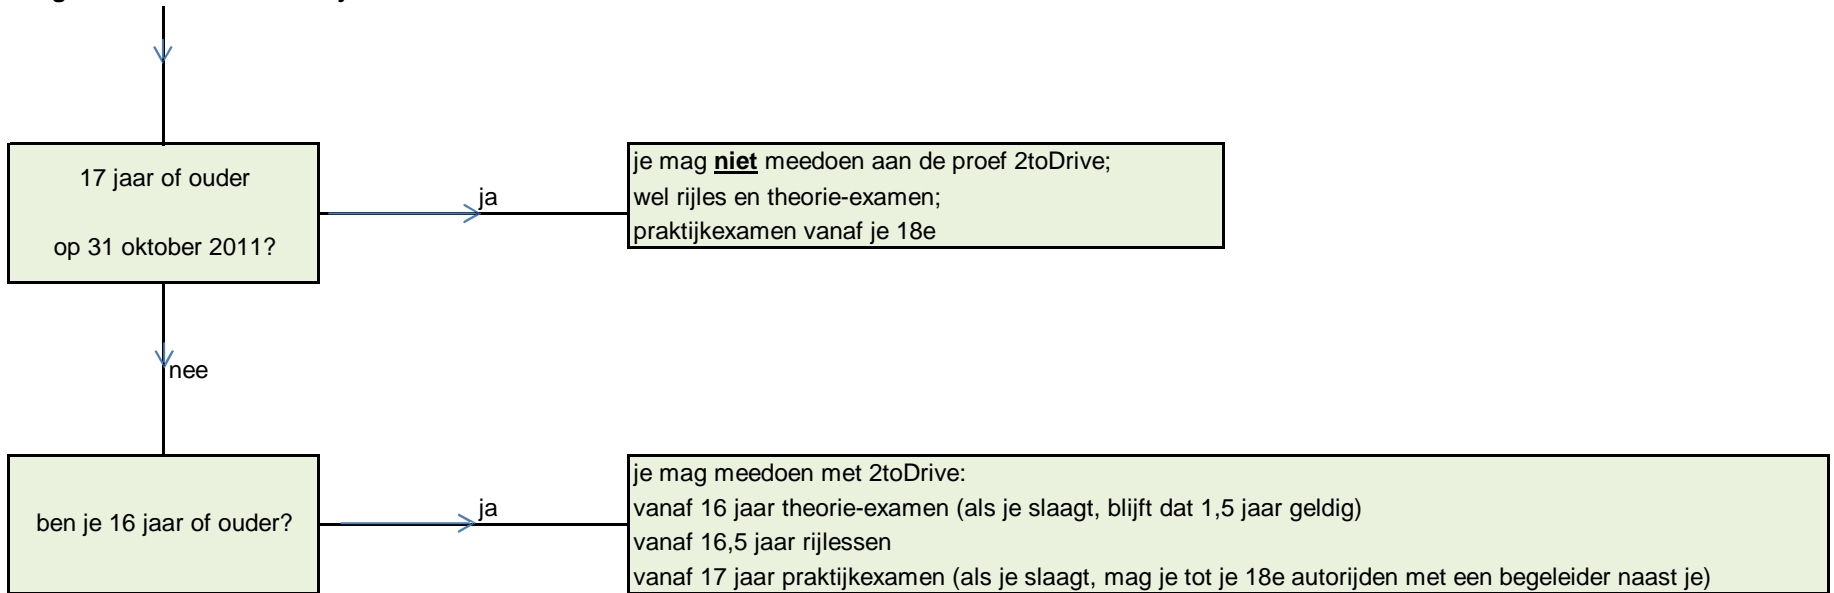 17 jaar of ouder
op 31 oktober 2011?
ja
je mag niet meedoen aan de proef 2toDrive;
wel rijles en theorie-examen;
praktijkexamen vanaf je 18e
nee
ben je 16 jaar of ouder?
ja
je mag meedoen met 2toDrive:
vanaf 16 jaar theorie-examen (als je slaagt, blijft dat 1,5 jaar geldig)
vanaf 16,5 jaar rijlessen
vanaf 17 jaar praktijkexamen (als je slaagt, mag je tot je 18e autorijden met een begeleider naast je)